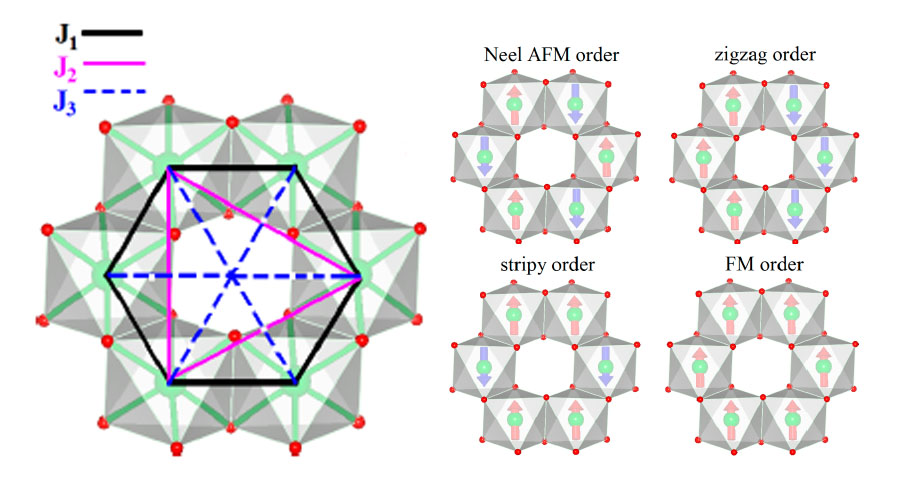 J₁
J₂
J₃
Neel AFM order
zigzag order
stripy order
FM order